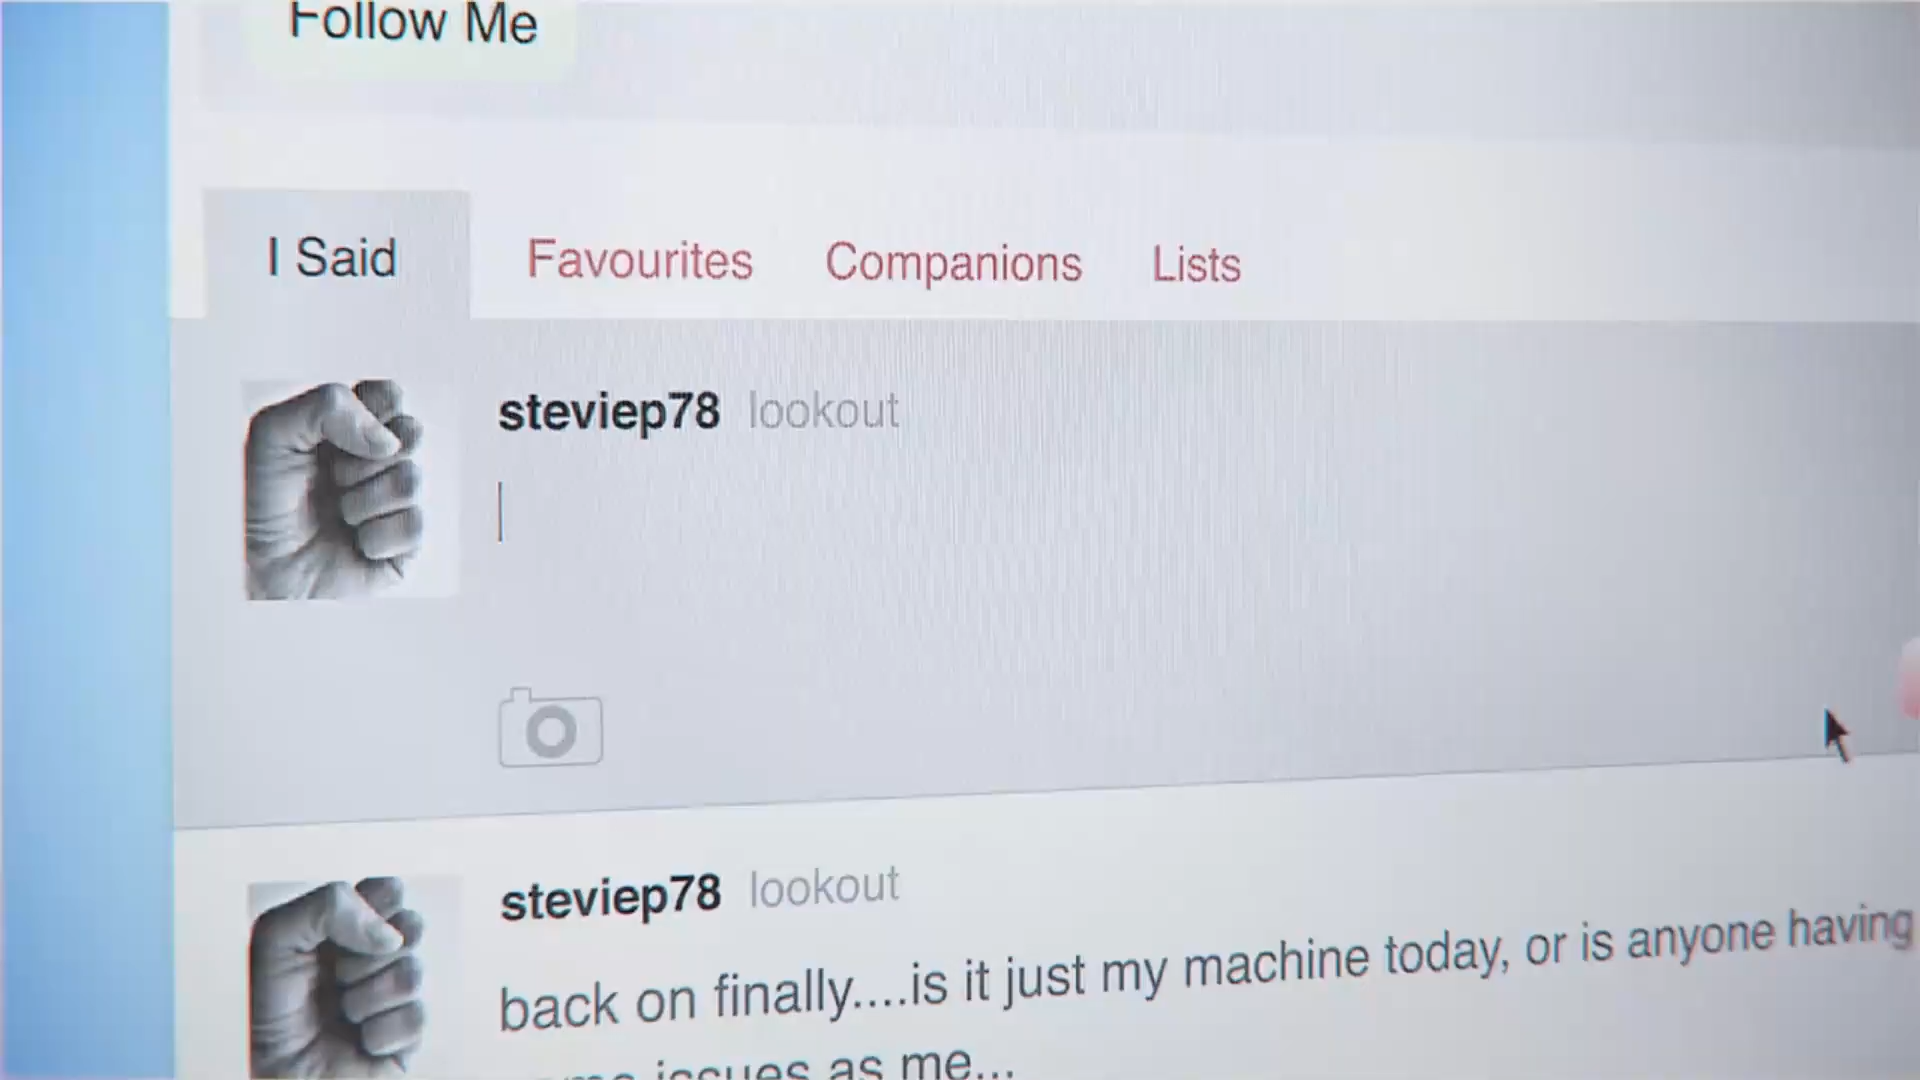 Follow Me
I Said Favourites Companions Lists
steviep78 lookout
steviep78 lookout
back on finally....is it just my machine today, or is anyone having
issues as me...